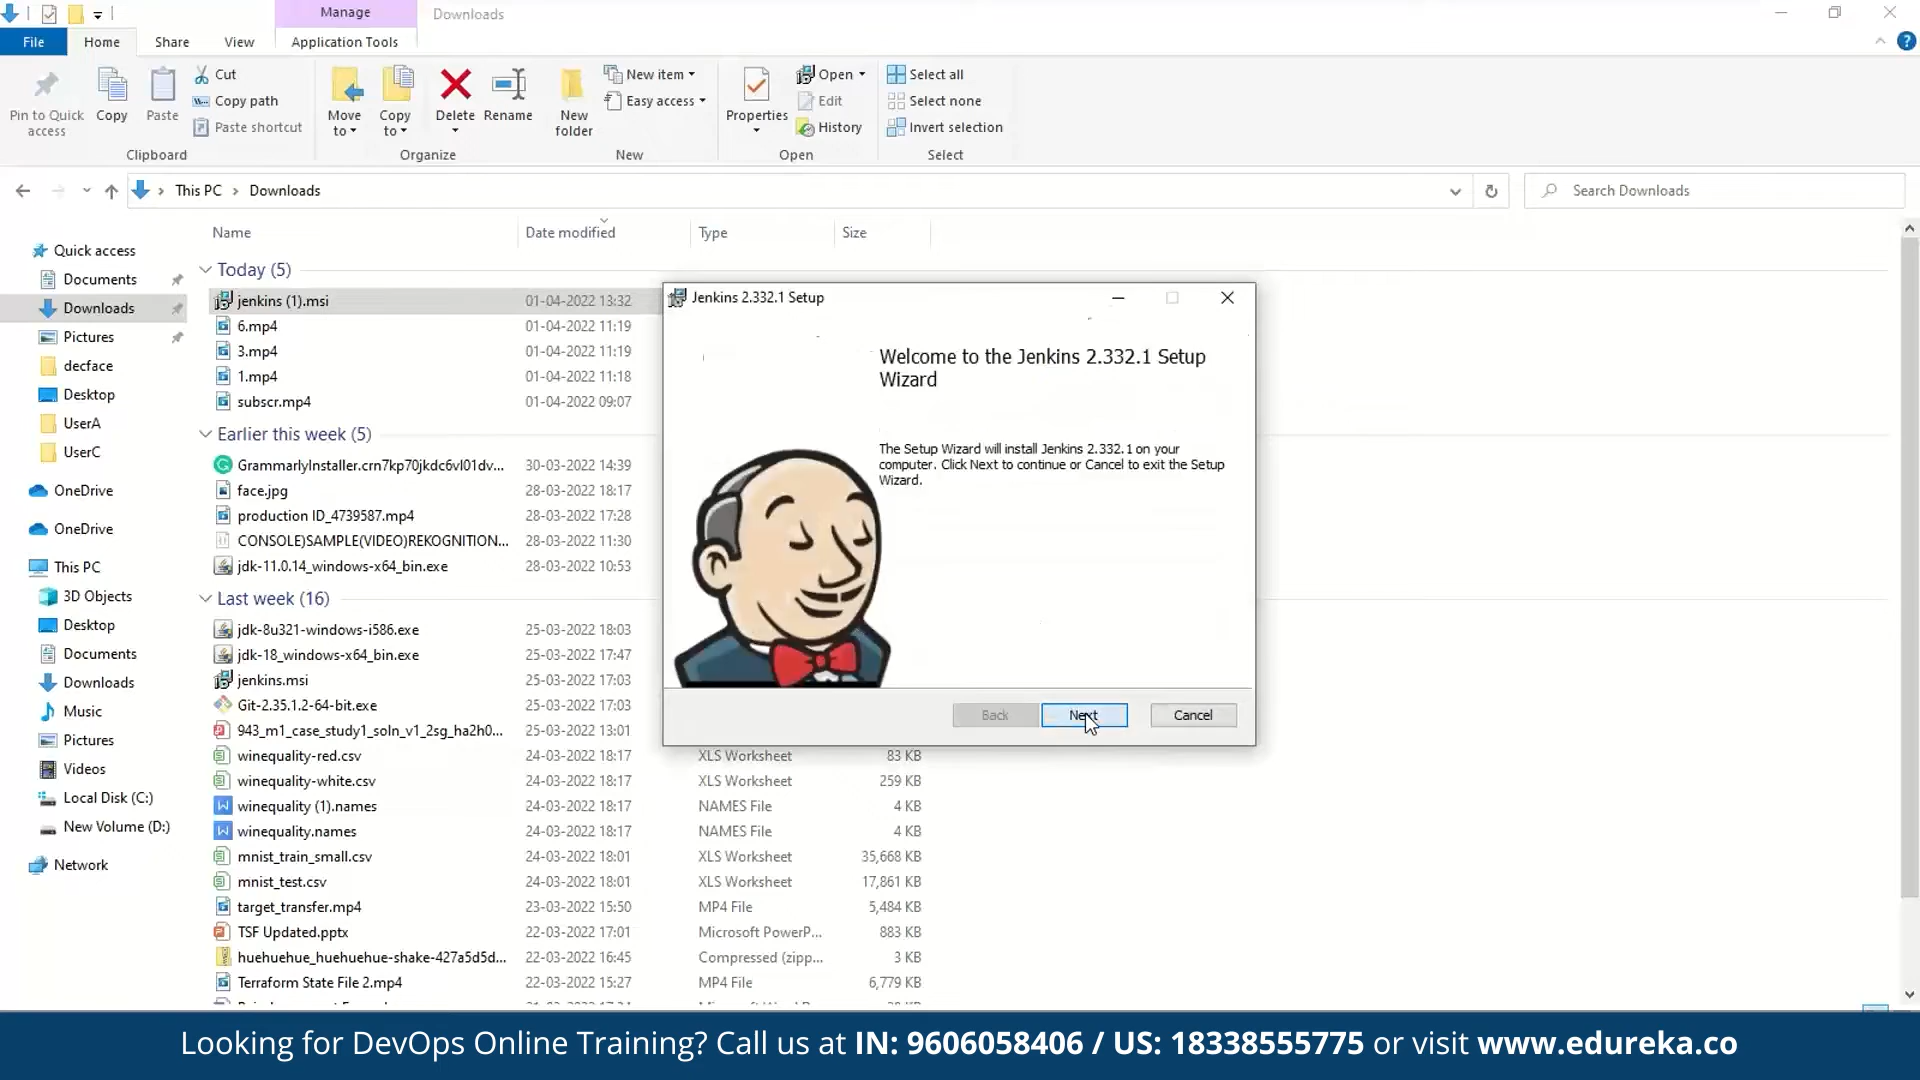 Manage
Downloads
File
Home
Share
View
Application Tools
Pin to Quick access
Copy
Paste
Cut
Copy path
Paste shortcut
Clipboard
Move to
Copy to
Delete
Rename
Organize
New folder
New item
Easy access
New
Properties
Open
Edit
History
Open
Select all
Select none
Invert selection
Select
This PC
Downloads
Search Downloads
Name
Date modified
Type
Size
Quick access
Documents
Downloads
Pictures
decface
Desktop
UserA
UserC
OneDrive
OneDrive
This PC
3D Objects
Desktop
Documents
Downloads
Music
Pictures
Videos
Local Disk (C:)
New Volume (D:)
Network
Today (5)
jenkins (1).msi 01-04-2022 13:32
6.mp4 01-04-2022 11:19
3.mp4 01-04-2022 11:19
1.mp4 01-04-2022 11:18
subscr.mp4 01-04-2022 09:07
Earlier this week (5)
GrammarlyInstaller.crn7kp70jkdc6vl01dv... 30-03-2022 14:39
face.jpg 28-03-2022 18:17
production ID_4739587.mp4 28-03-2022 17:28
CONSOLE)SAMPLE(VIDEO)REKOGNITION... 28-03-2022 11:30
jdk-11.0.14_windows-x64_bin.exe 28-03-2022 10:53
Last week (16)
jdk-8u321-windows-i586.exe 25-03-2022 18:03
jdk-18_windows-x64_bin.exe 25-03-2022 17:47
jenkins.msi 25-03-2022 17:03
Git-2.35.1.2-64-bit.exe 25-03-2022 17:03
943_m1_case_study1_soln_v1_2sg_ha2h0... 25-03-2022 13:01
winequality-red.csv 24-03-2022 18:17 XLS Worksheet 83 KB
winequality-white.csv 24-03-2022 18:17 XLS Worksheet 259 KB
winequality (1).names 24-03-2022 18:17 NAMES File 4 KB
winequality.names 24-03-2022 18:17 NAMES File 4 KB
mnist_train_small.csv 24-03-2022 18:01 XLS Worksheet 35,668 KB
mnist_test.csv 24-03-2022 18:01 XLS Worksheet 17,861 KB
target_transfer.mp4 23-03-2022 15:50 MP4 File 5,484 KB
TSF Updated.pptx 22-03-2022 17:01 Microsoft PowerP... 883 KB
huehuehue_huehuehue-shake-427a5d5d... 22-03-2022 16:45 Compressed (zipp... 3 KB
Terraform State File 2.mp4 22-03-2022 15:27 MP4 File 6,779 KB
Jenkins 2.332.1 Setup
Welcome to the Jenkins 2.332.1 Setup
Wizard
The Setup Wizard will install Jenkins 2.332.1 on your
computer. Click Next to continue or Cancel to exit the Setup
Wizard.
Back
Next
Cancel
Looking for DevOps Online Training? Call us at IN: 9606058406 / US: 18338555775 or visit www.edureka.co